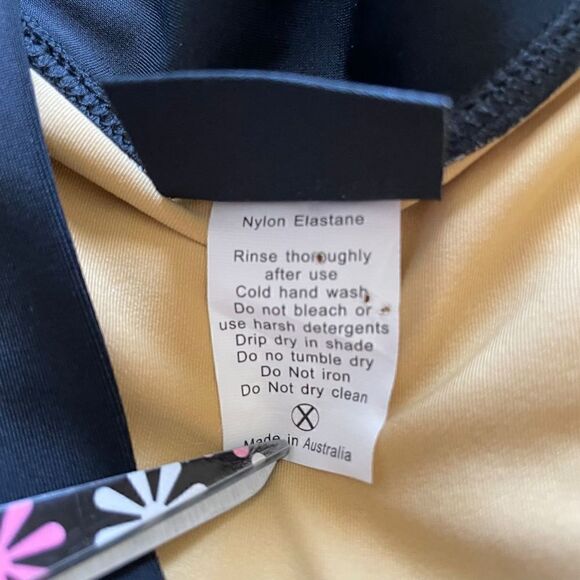 Nylon Elastane
Rinse thoroughly
after use
Cold hand wash
Do not bleach or
use harsh detergents
Drip dry in shade
Do no tumble dry
Do Not iron
Do Not dry clean
X
Made in Australia